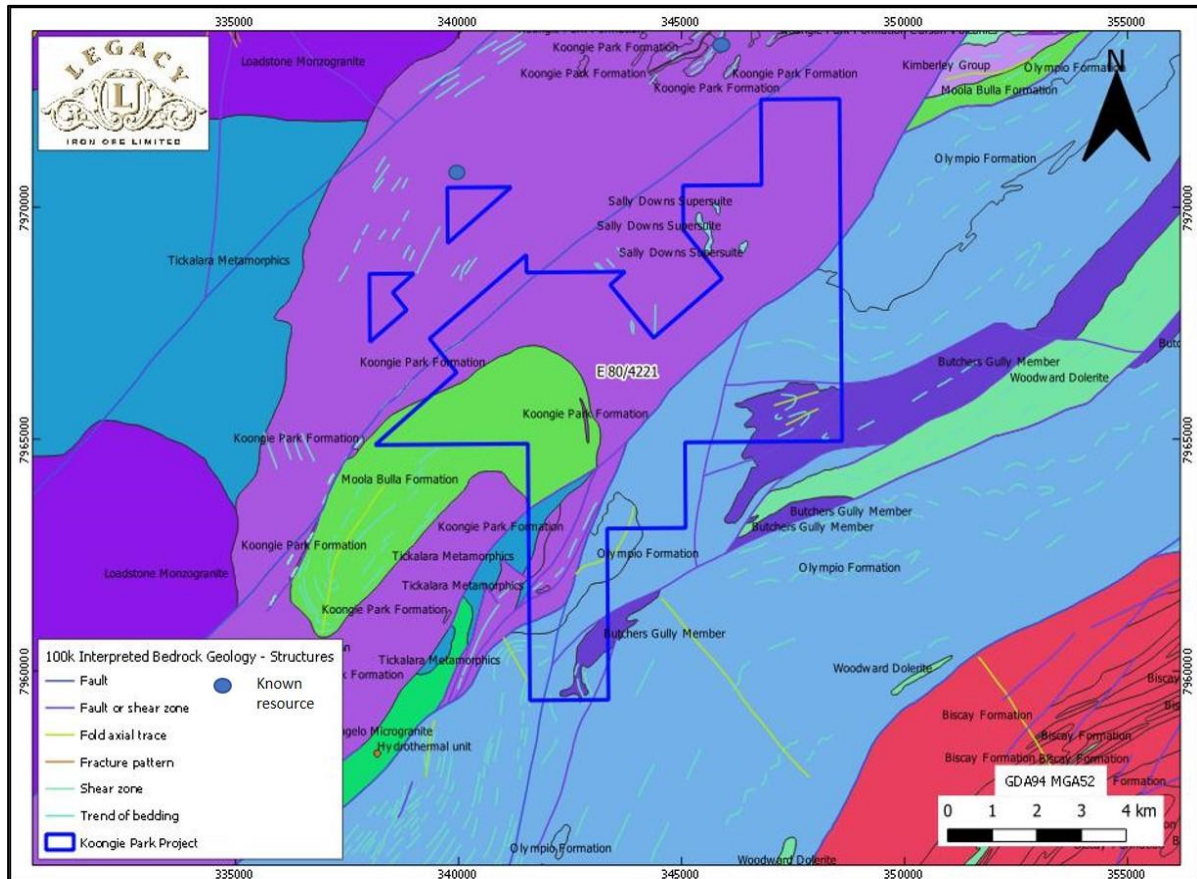 335000 340000 345000 350000 355000
LEGACY
LJ
IRON ORE LIMITED
Koongie Park Formation
Koongie Park Formation
Koongie Park Formation
Koongie Park Formation
Loadstone Monzogranite
Kimberley Group
Olympio Formation
Moola Bulla Formation
N
Olympio Formation
7970000
7970000
Sally Downs Supersuite
Sally Downs Supersuite
Sally Downs Supersuite
Tickalara Metamorphics
Koongie Park Formation
E 80/4221
Butchers Gully Member
Woodward Dolerite
Koongie Park Formation
Koongie Park Formation
7965000
7965000
Moola Bulla Formation
Butchers Gully Member
Koongie Park Formation
Butchers Gully Member
Koongie Park Formation
Tickalara Metamorphics
Olympio Formation
Olympio Formation
Loadstone Monzogranite
Tickalara Metamorphics
Koongie Park Formation
Butchers Gully Member
Tickalara Metamorphics
Woodward Dolerite
7960000
7960000
Biscay Formation
Biscay Formation
Biscay Formation
Hydrothermal unit
100k Interpreted Bedrock Geology - Structures
Fault
Known resource
Fault or shear zone
Fold axial trace
Fracture pattern
Shear zone
Trend of bedding
Koongie Park Project
GDA94 MGA52
0 1 2 3 4 km
Olympio Formation
Woodward Dolerite
335000 340000 345000 350000 355000